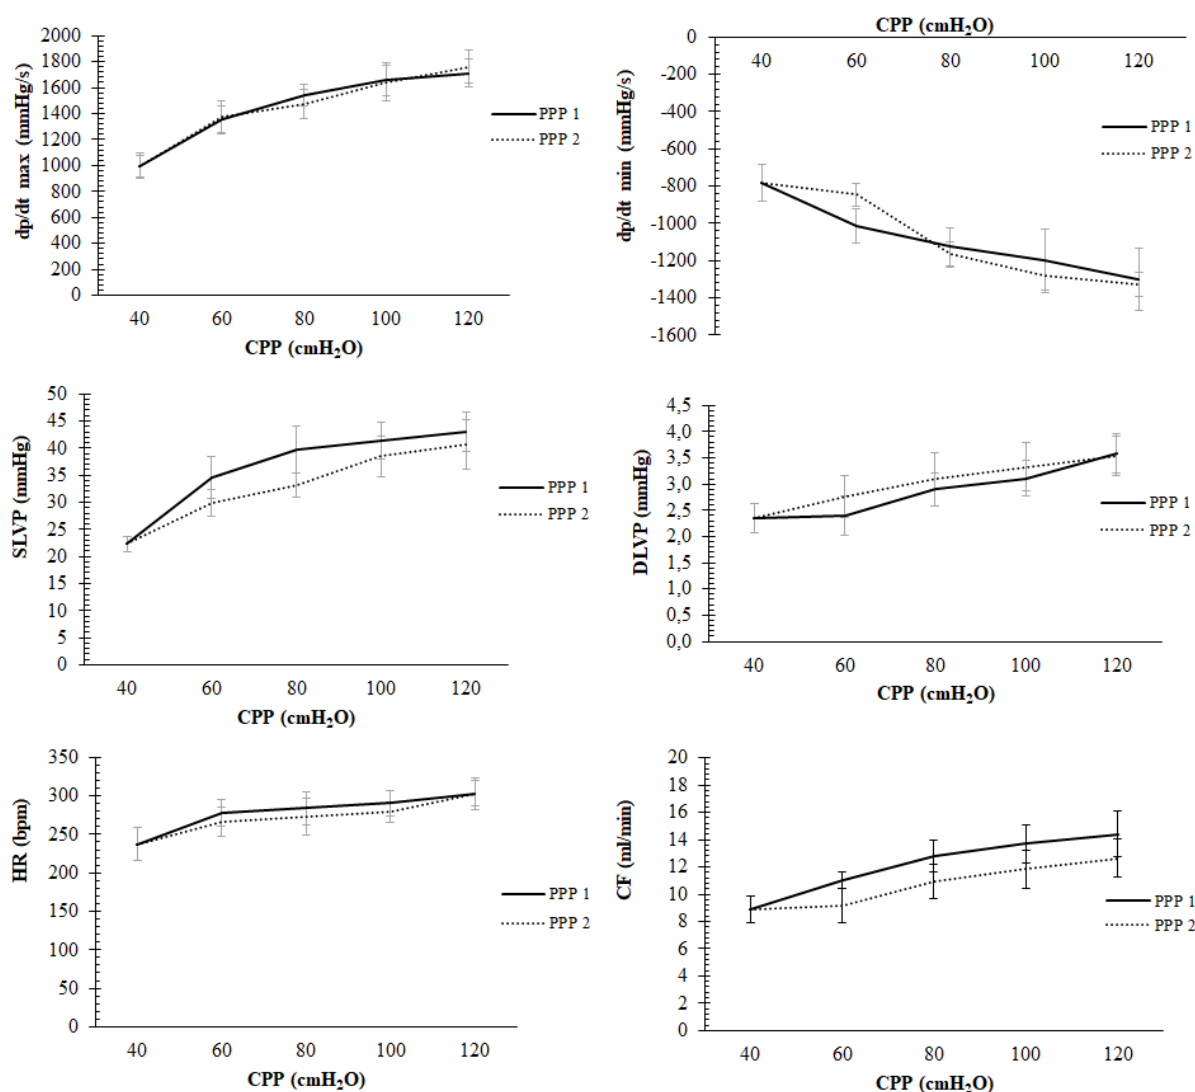 dp/dt max (mmHg/s)
2000
1800
1600
1400
1200
1000
800
600
400
200
0
40 60 80 100 120
CPP (cmH₂O)
PPP 1
PPP 2
CPP (cmH₂O)
dp/dt min (mmHg/s)
0
-200
-400
-600
-800
-1000
-1200
-1400
-1600
40 60 80 100 120
PPP 1
PPP 2
SLVP (mmHg)
50
45
40
35
30
25
20
15
10
5
0
40 60 80 100 120
CPP (cmH₂O)
PPP 1
PPP 2
DLVP (mmHg)
4,5
4,0
3,5
3,0
2,5
2,0
1,5
1,0
0,5
0,0
40 60 80 100 120
CPP (cmH₂O)
PPP 1
PPP 2
HR (bpm)
350
300
250
200
150
100
50
0
40 60 80 100 120
CPP (cmH₂O)
PPP 1
PPP 2
CF (ml/min)
20
18
16
14
12
10
8
6
4
2
0
40 60 80 100 120
CPP (cmH₂O)
PPP 1
PPP 2